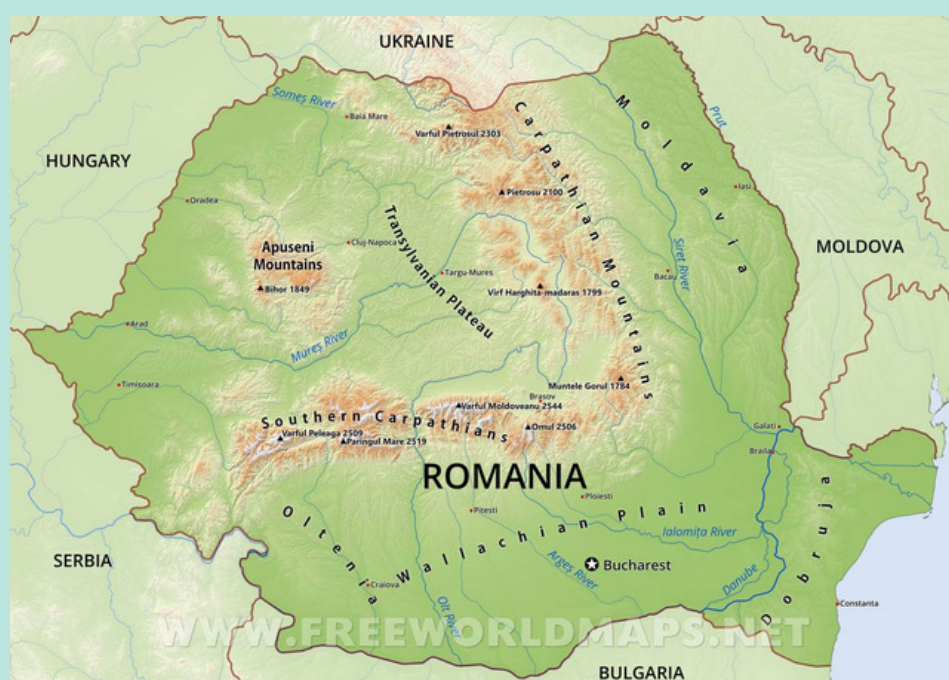 UKRAINE
Someș River
Baia Mare
Varful Pietrosul 2303
Carpathian Mountains
Moldavia
Prut
HUNGARY
Pietrosu 2100
Iasi
Oradea
Transylvanian Plateau
Apuseni
Mountains
Cluj-Napoca
Siret River
MOLDOVA
Targu-Mures
Bacau
Bihor 1849
Virf Harghita-madaras 1799
Arad
Mureș River
Timisoara
Muntele Gorul 1784
Brasov
Varful Moldoveanu 2544
Southern Carpathians
Varful Peleaga 2509
Paringul Mare 2519
Omul 2506
Galati
Braila
ROMANIA
Ploiesti
Pitesti
Oltenia
Wallachian Plain
Ialomița River
Dobruja
SERBIA
Argeș River
Bucharest
Danube
Craiova
Olt River
Constanta
WWW.FREEWORLDMAPS.NET
BULGARIA